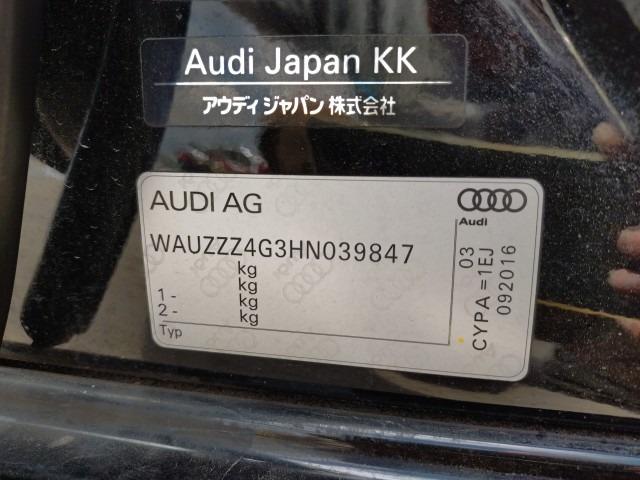 Audi Japan KK
アウディ ジャパン 株式会社
AUDI AG
Audi
WAUZZZ4G3HN039847
kg
kg
1- kg
2- kg
Typ
03
CYPA =1EJ
092016